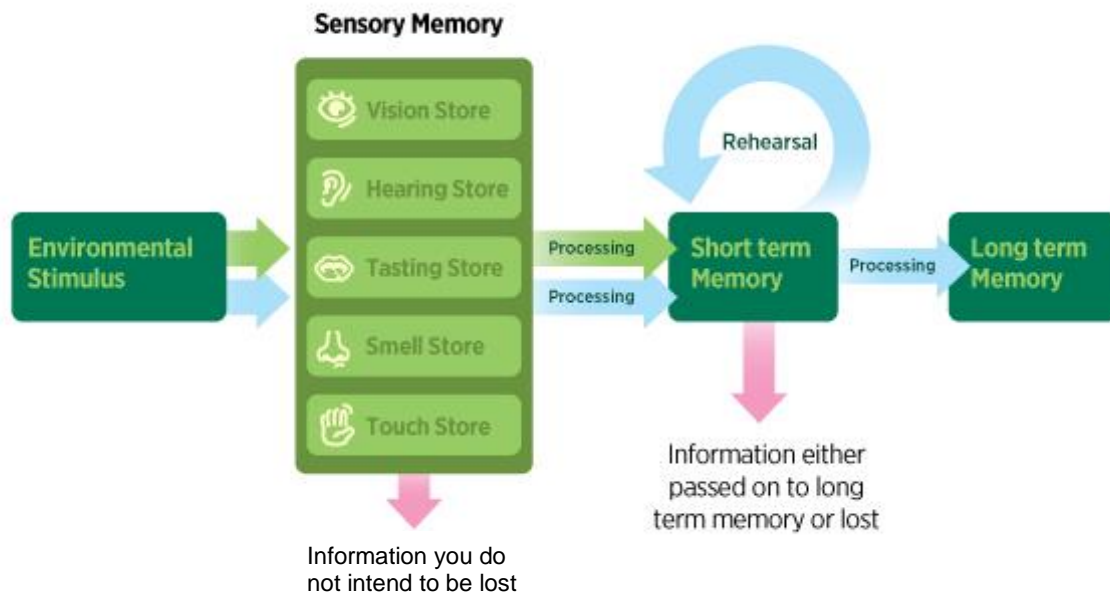 Sensory Memory
Vision Store
Hearing Store
Tasting Store
Smell Store
Touch Store
Environmental
Stimulus
Processing
Processing
Rehearsal
Short term
Memory
Processing
Long term
Memory
Information either
passed on to long
term memory or lost
Information you do
not intend to be lost